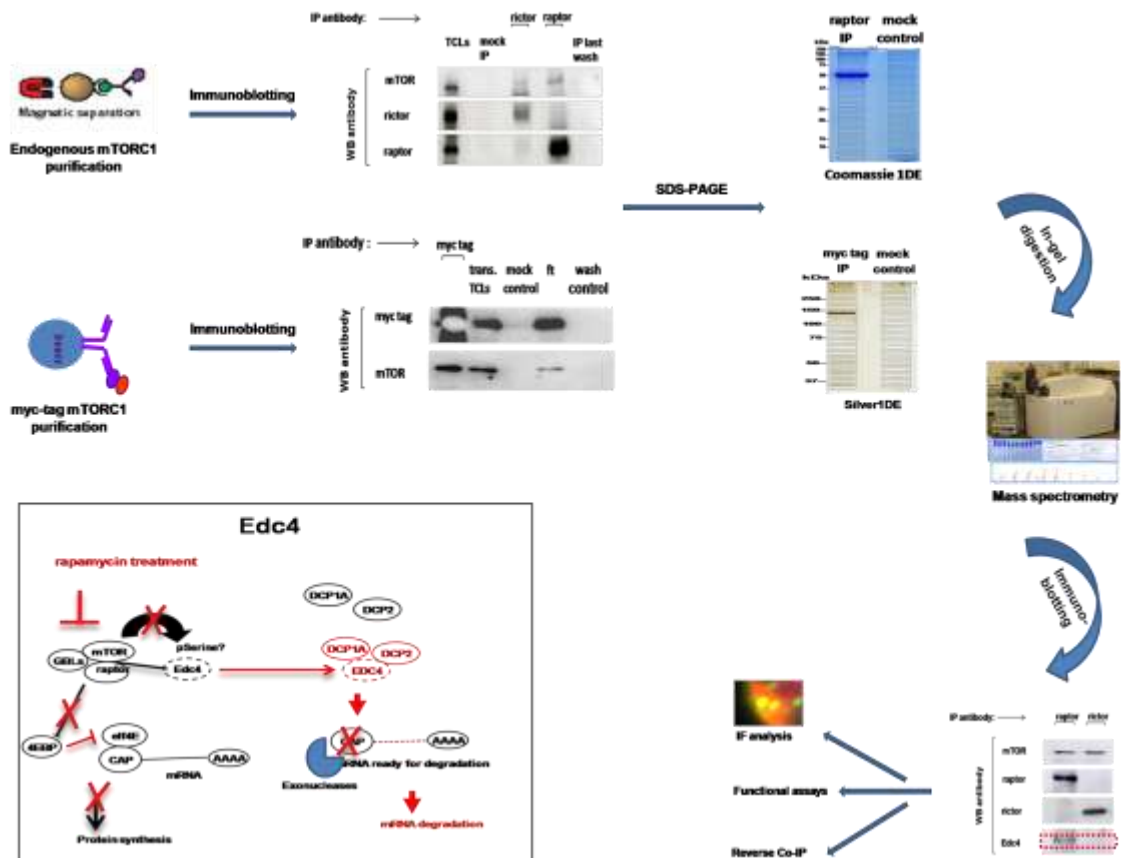 IP antibody:
rictor
raptor
TCLs
mock
IP
IP last
wash
WB antibody
mTOR
rictor
raptor
Magnetic separation
Endogenous mTORC1
purification
Immunoblotting
raptor
IP
mock
control
Coomassie 1DE
SDS-PAGE
In-gel
digestion
IP antibody :
myc tag
trans.
TCLs
mock
control
ft
wash
control
WB antibody
myc tag
mTOR
Immunoblotting
myc-tag mTORC1
purification
myc tag
IP
mock
control
kDa
Silver1DE
Mass spectrometry
Immuno-
blotting
Edc4
rapamycin treatment
DCP1A
DCP2
pSerine?
mTOR
GBLs
raptor
Edc4
DCP1A
DCP2
EDC4
4EBP
eIf4E
CAP
AAAA
mRNA
CAP
AAAA
RNA ready for degradation
Exonucleases
Protein synthesis
mRNA degradation
IF analysis
Functional assays
Reverse Co-IP
IP antibody:
raptor
rictor
WB antibody
mTOR
raptor
rictor
Edc4